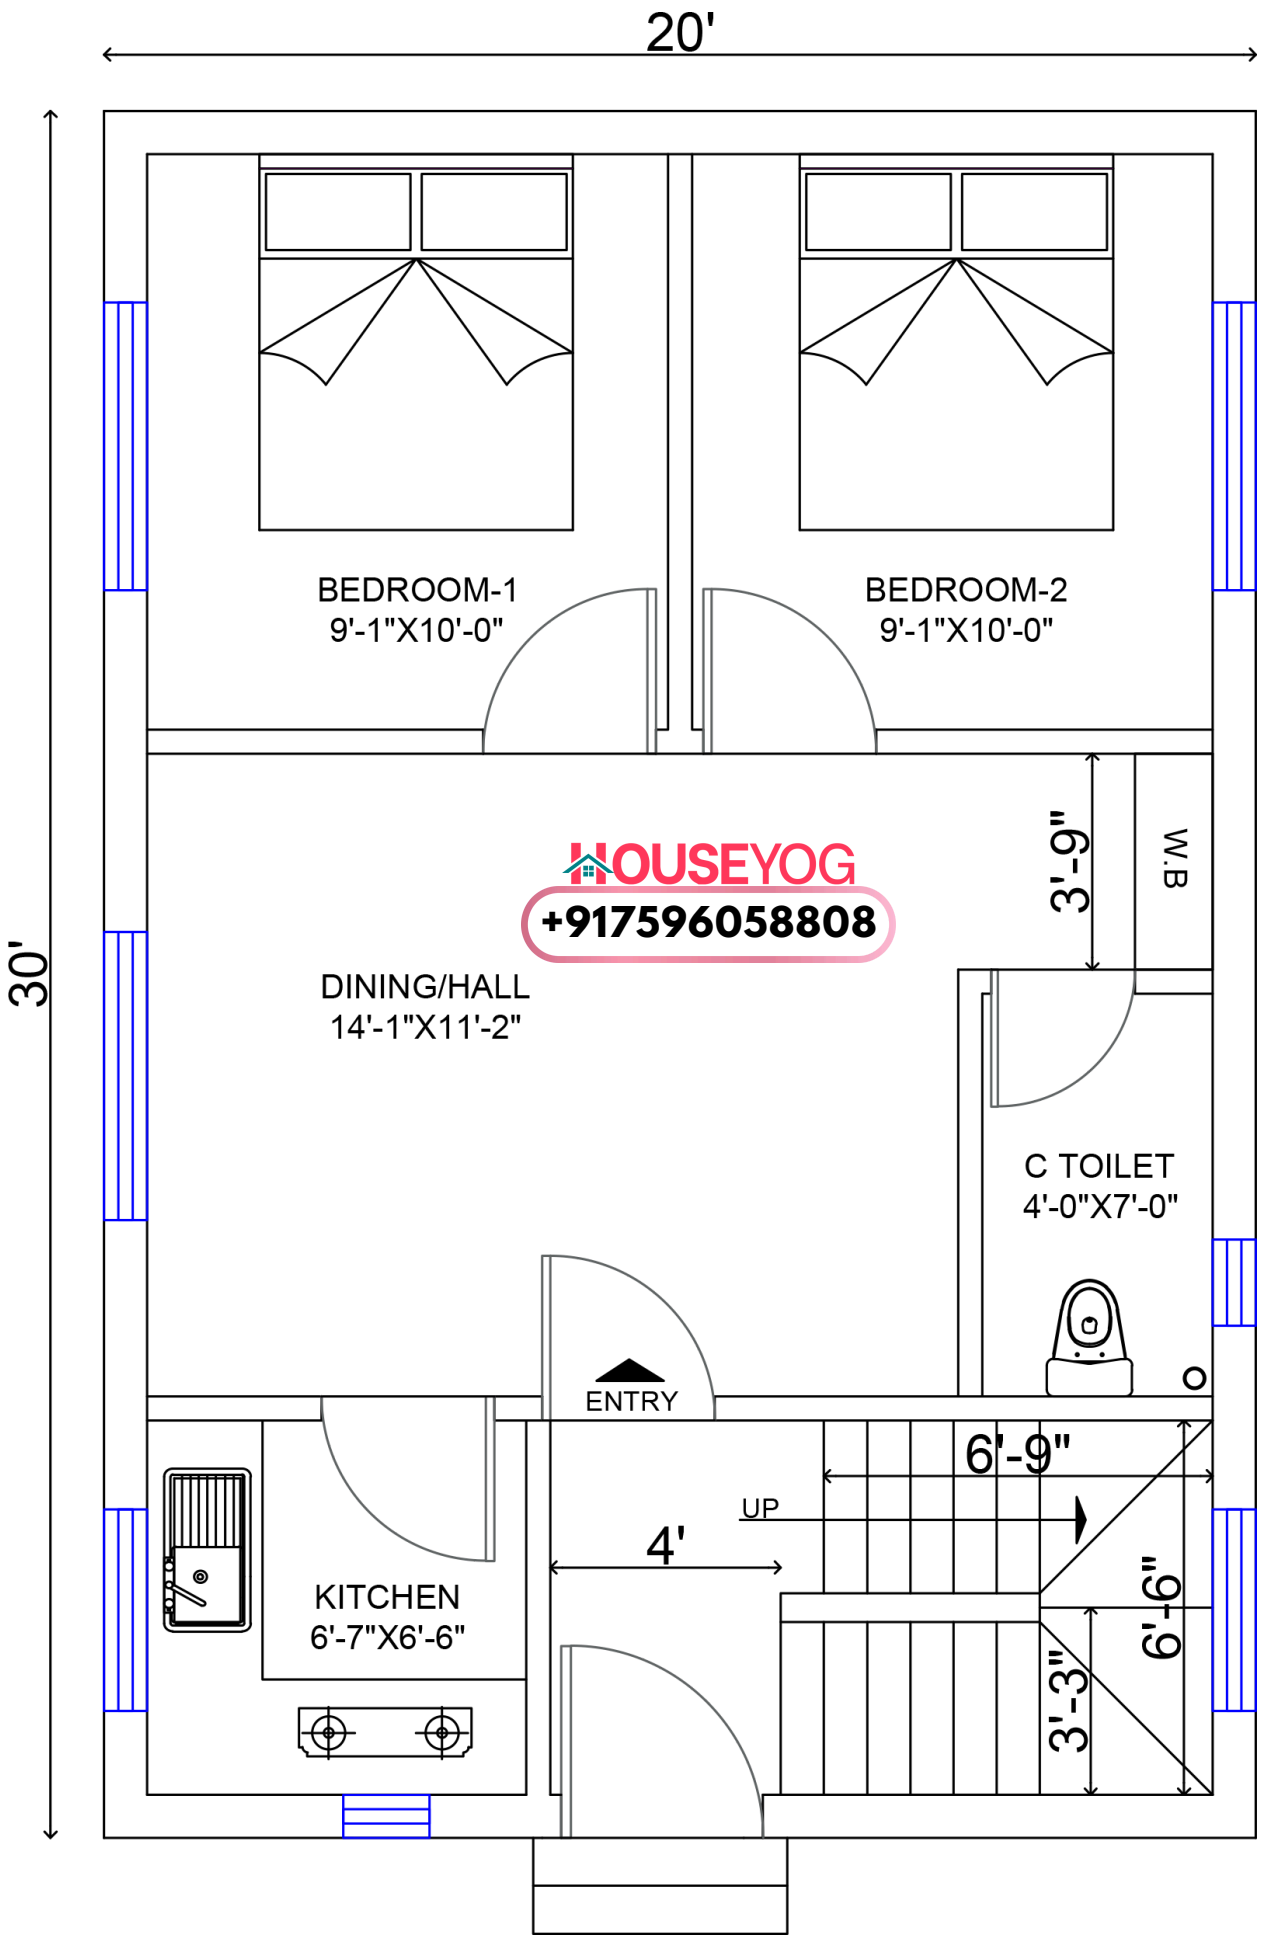 20'
30'
BEDROOM-1
9'-1"X10'-0"
BEDROOM-2
9'-1"X10'-0"
3'-9"
W.B
HOUSEYOG
+917596058808
DINING/HALL
14'-1"X11'-2"
C TOILET
4'-0"X7'-0"
ENTRY
6'-9"
UP
4'
KITCHEN
6'-7"X6'-6"
6'-6"
3'-3"